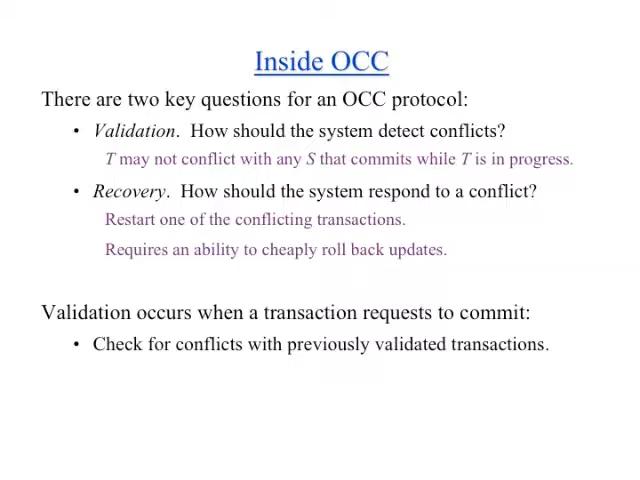 Inside OCC
There are two key questions for an OCC protocol:
• Validation. How should the system detect conflicts?
T may not conflict with any S that commits while T is in progress.
• Recovery. How should the system respond to a conflict?
Restart one of the conflicting transactions.
Requires an ability to cheaply roll back updates.
Validation occurs when a transaction requests to commit:
• Check for conflicts with previously validated transactions.